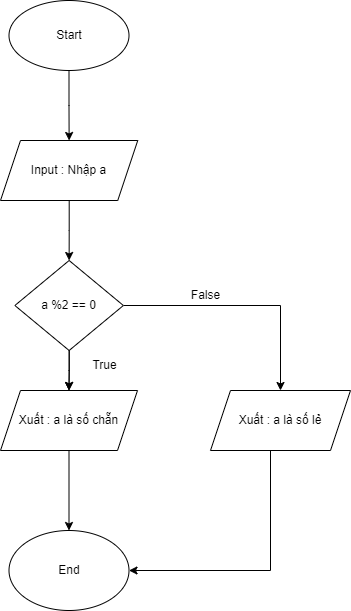 Start
Input : Nhập a
a %2 == 0
False
True
Xuất : a là số chẵn
Xuất : a là số lẻ
End